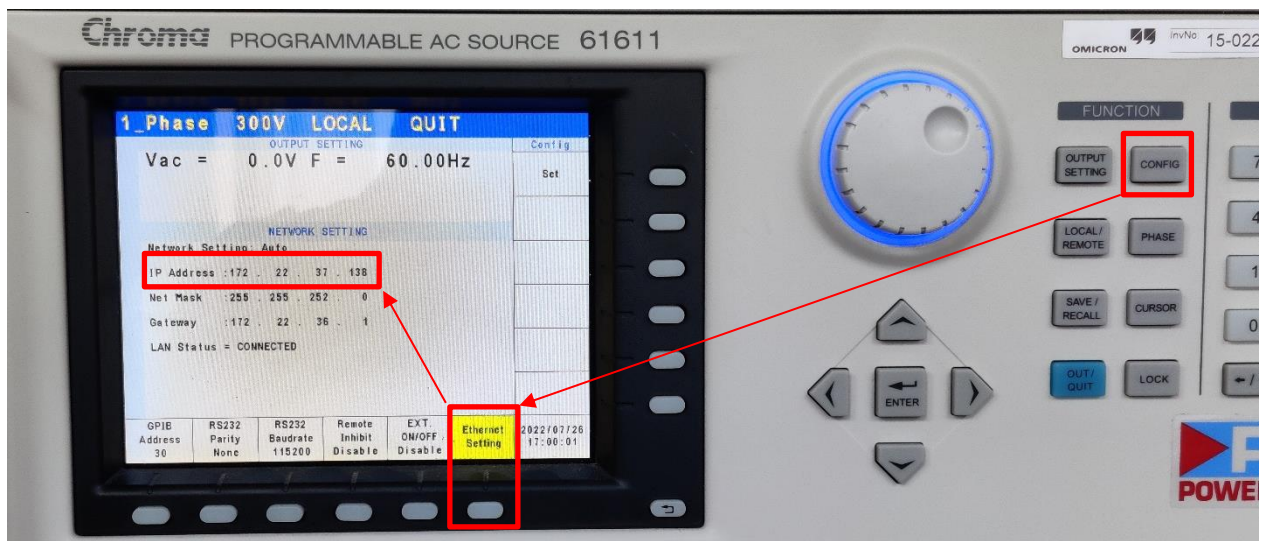 Chroma PROGRAMMABLE AC SOURCE 61611
OMICRON
InvNo 15-022
1_Phase 300V LOCAL QUIT
OUTPUT SETTING
Vac = 0.0V F = 60.00Hz
Config
Set
NETWORK SETTING
Network Setting: Auto
IP Address :172 . 22 . 37 . 138
Net Mask :255 . 255 . 252 . 0
Gateway :172 . 22 . 36 . 1
LAN Status = CONNECTED
GPIB
Address
30
RS232
Parity
None
RS232
Baudrate
115200
Remote
Inhibit
Disable
EXT.
ON/OFF
Disable
Ethernet
Setting
2022/07/26
17:00:01
FUNCTION
OUTPUT
SETTING
CONFIG
7
LOCAL/
REMOTE
PHASE
4
SAVE /
RECALL
CURSOR
1
0
OUT/
QUIT
LOCK
+/
ENTER
POWE